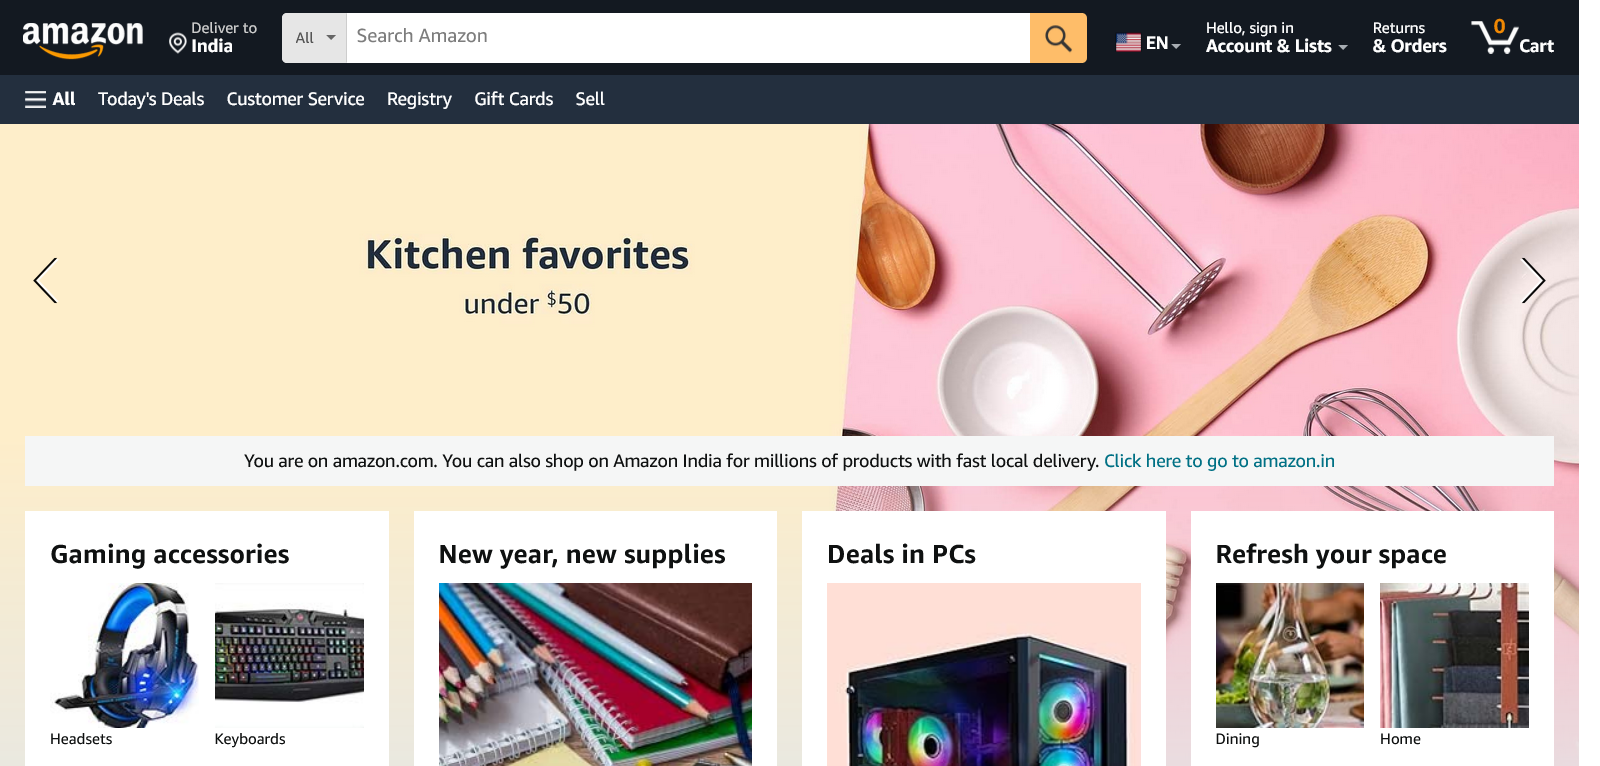 amazon
Deliver to
India
All
Search Amazon
EN
Hello, sign in
Account & Lists
Returns
& Orders
0
Cart
All
Today's Deals
Customer Service
Registry
Gift Cards
Sell
Kitchen favorites
under $50
You are on amazon.com. You can also shop on Amazon India for millions of products with fast local delivery. Click here to go to amazon.in
Gaming accessories
Headsets
Keyboards
New year, new supplies
Deals in PCs
Refresh your space
Dining
Home